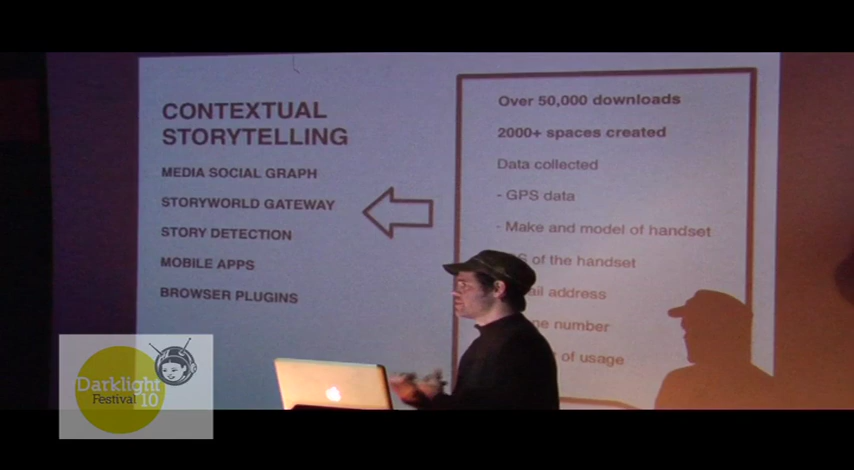 CONTEXTUAL
STORYTELLING
MEDIA SOCIAL GRAPH
STORYWORLD GATEWAY
STORY DETECTION
MOBILE APPS
BROWSER PLUGINS
Over 50,000 downloads
2000+ spaces created
Data collected
- GPS data
- Make and model of handset
of the handset
address
number
of usage
Darklight
Festival 10